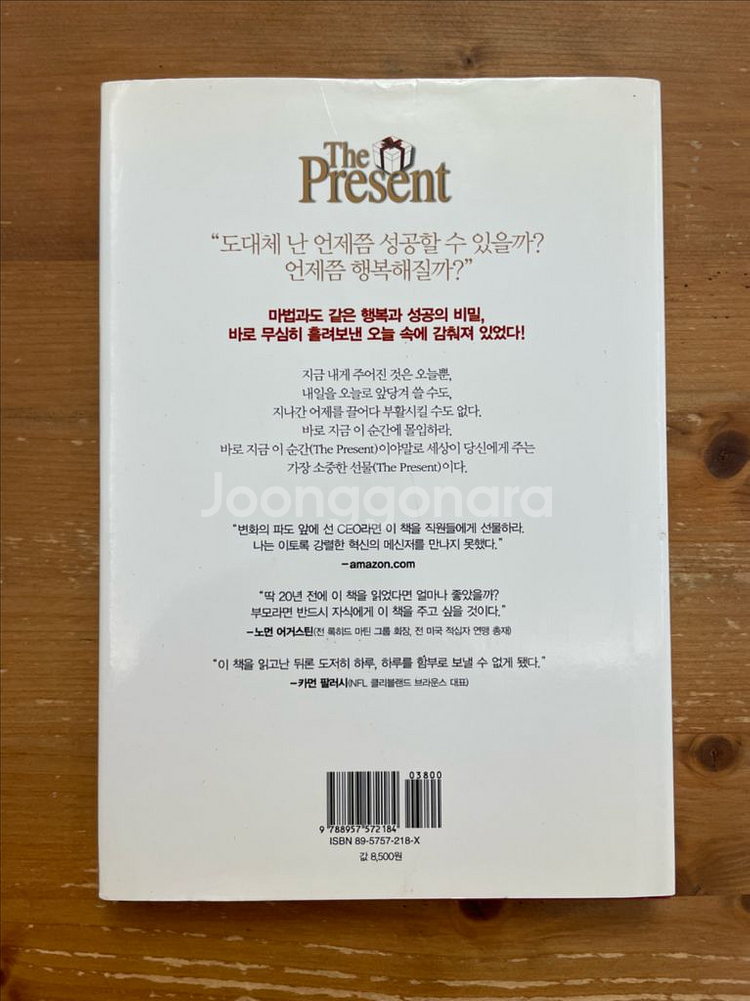 The
Present
“도대체 난 언제쯤 성공할 수 있을까?
언제쯤 행복해질까?”
마법과도 같은 행복과 성공의 비밀,
바로 무심히 흘려보낸 오늘 속에 감춰져 있었다!
지금 내게 주어진 것은 오늘뿐,
내일을 오늘로 앞당겨 쓸 수도,
지나간 어제를 끌어다 부활시킬 수도 없다.
바로 지금 이 순간에 몰입하라.
바로 지금 이 순간(The Present)이야말로 세상이 당신에게 주는
가장 소중한 선물(The Present)이다.
Joonggonara
“변화의 파도 앞에 선 CEO라면 이 책을 직원들에게 선물하라.
나는 이토록 강렬한 혁신의 메신저를 만나지 못했다.”
–amazon.com
“딱 20년 전에 이 책을 읽었다면 얼마나 좋았을까?
부모라면 반드시 자식에게 이 책을 주고 싶을 것이다.”
–노먼 어거스틴(전 록히드 마틴 그룹 회장, 전 미국 적십자 연맹 총재)
“이 책을 읽고난 뒤론 도저히 하루, 하루를 함부로 보낼 수 없게 됐다.”
–카먼 팔러시(NFL 클리블랜드 브라운스 대표)
03800
9 788957 572184
ISBN 89-5757-218-X
값 8,500원